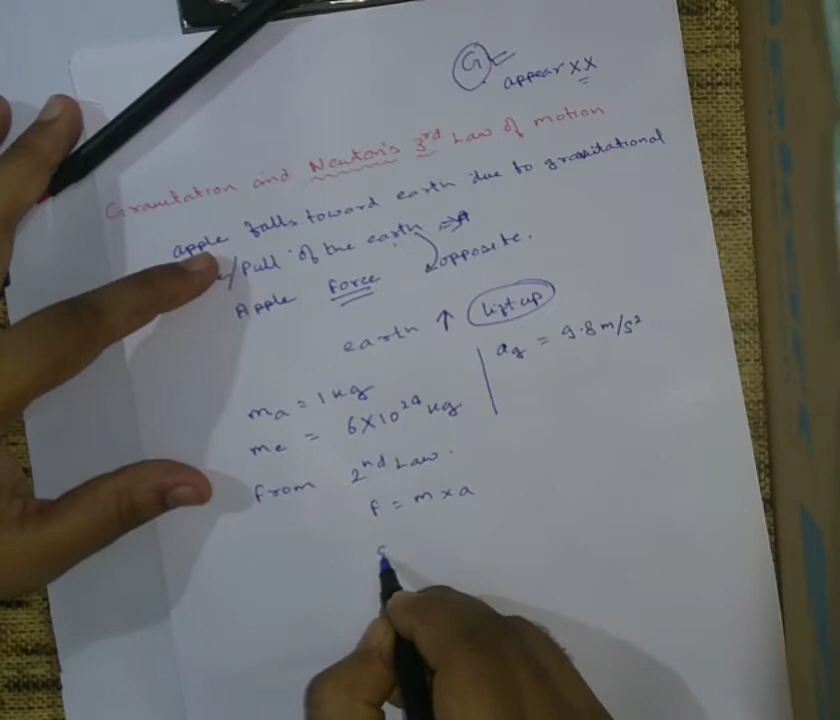 G
appear XX
Gravitation and Newton's 3rd Law of motion
apple falls toward earth due to gravitational
/Pull of the earth ⇒
Apple force opposite.
earth ↑ lift up
ma = 1 kg
ag = 9.8 m/s²
me = 6×10²⁴ kg
from 2nd Law.
f = m × a